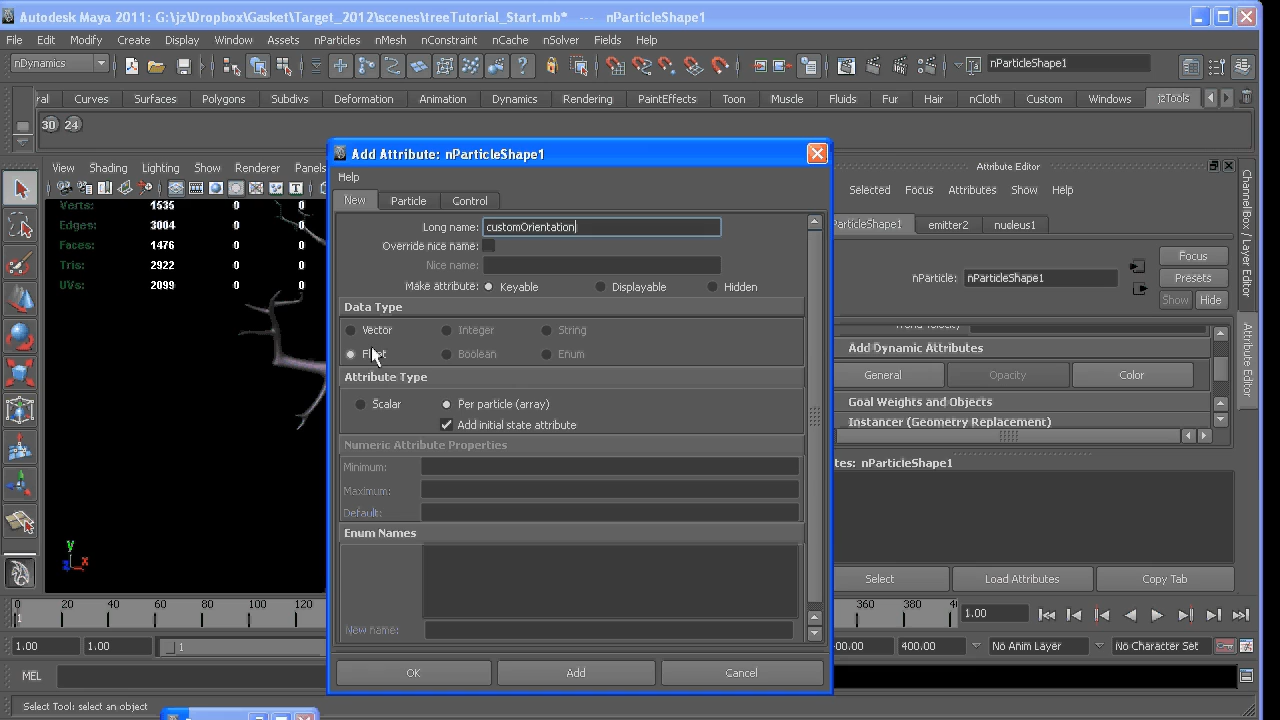 Autodesk Maya 2011: G:\jz\Dropbox\Gasket\Target_2012\scenes\treeTutorial_Start.mb* --- nParticleShape1
File Edit Modify Create Display Window Assets nParticles nMesh nConstraint nCache nSolver Fields Help
nDynamics nParticleShape1
ral Curves Surfaces Polygons Subdivs Deformation Animation Dynamics Rendering PaintEffects Toon Muscle Fluids Fur Hair nCloth Custom Windows jzTools
30 24
View Shading Lighting Show Renderer Panels
Verts: 1535 0 0
Edges: 3004 0 0
Faces: 1476 0 0
Tris: 2922 0 0
UVs: 2099 0 0
y
z x
Add Attribute: nParticleShape1
Help
New Particle Control
Long name: customOrientation
Override nice name:
Nice name:
Make attribute: Keyable Displayable Hidden
Data Type
Vector Integer String
Float Boolean Enum
Attribute Type
Scalar Per particle (array)
Add initial state attribute
Numeric Attribute Properties
Minimum:
Maximum:
Default:
Enum Names
New name:
OK Add Cancel
Attribute Editor
Selected Focus Attributes Show Help
ParticleShape1 emitter2 nucleus1
Focus
nParticle: nParticleShape1 Presets
Show Hide
Add Dynamic Attributes
General Opacity Color
Goal Weights and Objects
Instancer (Geometry Replacement)
tes: nParticleShape1
Select Load Attributes Copy Tab
Channel Box / Layer Editor
Attribute Editor
0 20 40 60 80 100 120 360 380 4 1.00
1
1.00 1.00 1 00.00 400.00 No Anim Layer No Character Set
MEL
Select Tool: select an object